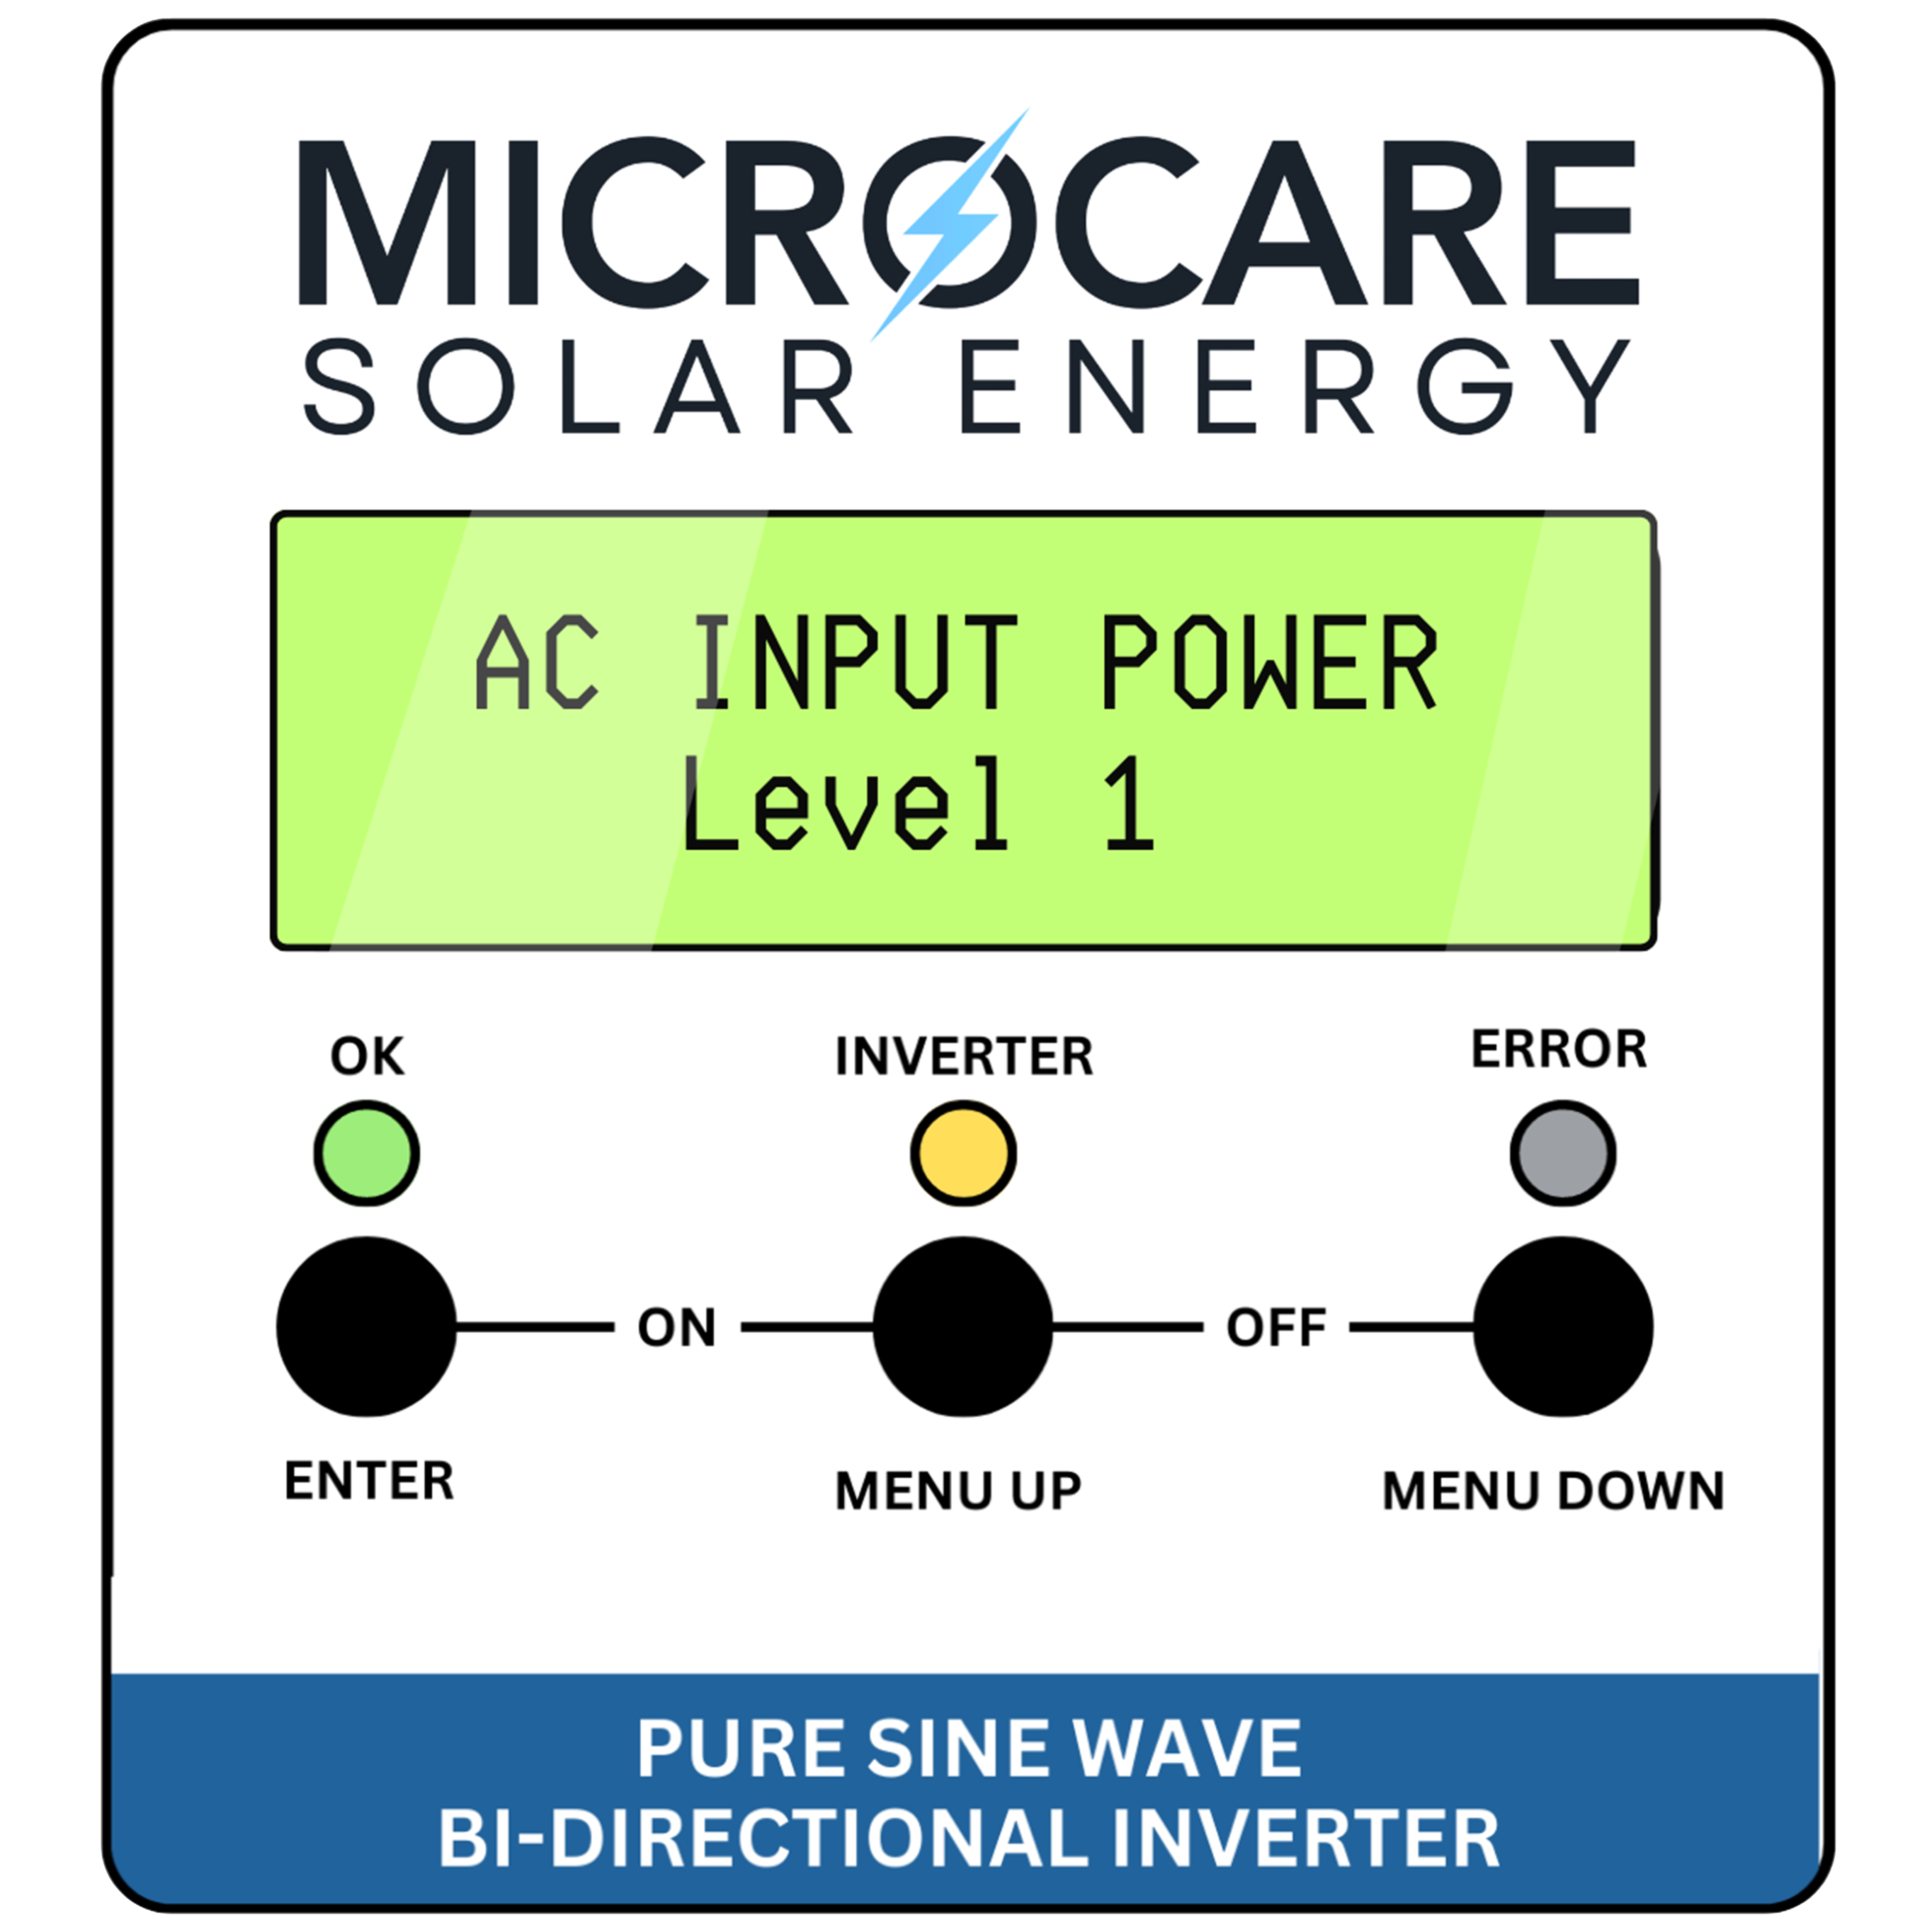 MICROCARE
SOLAR ENERGY
AC INPUT POWER
Level 1
OK INVERTER ERROR
ON OFF
ENTER MENU UP MENU DOWN
PURE SINE WAVE
BI-DIRECTIONAL INVERTER